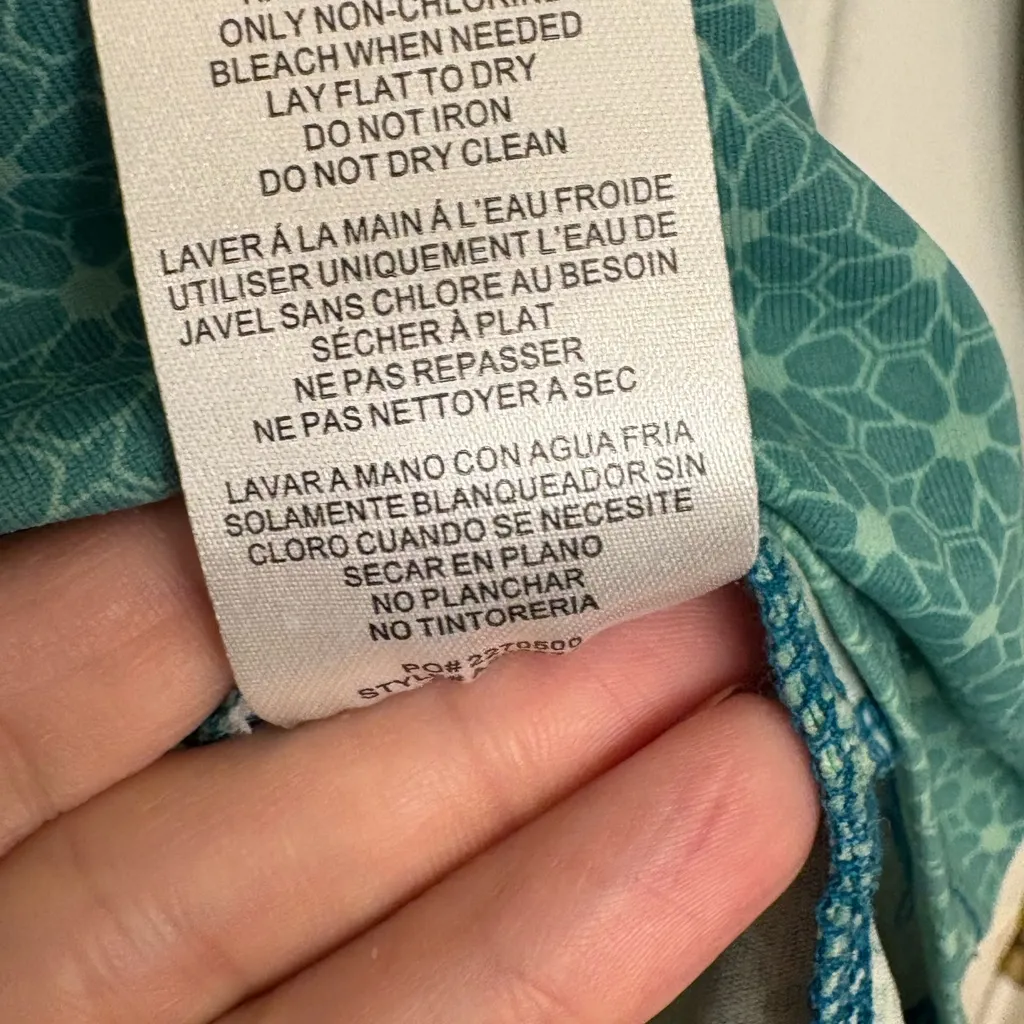 ONLY NON-CHLORINE
BLEACH WHEN NEEDED
LAY FLAT TO DRY
DO NOT IRON
DO NOT DRY CLEAN
LAVER Á LA MAIN Á L'EAU FROIDE
UTILISER UNIQUEMENT L'EAU DE
JAVEL SANS CHLORE AU BESOIN
SÉCHER À PLAT
NE PAS REPASSER
NE PAS NETTOYER A SEC
LAVAR A MANO CON AGUA FRIA
SOLAMENTE BLANQUEADOR SIN
CLORO CUANDO SE NECESITE
SECAR EN PLANO
NO PLANCHAR
NO TINTORERIA
PO# 2270500